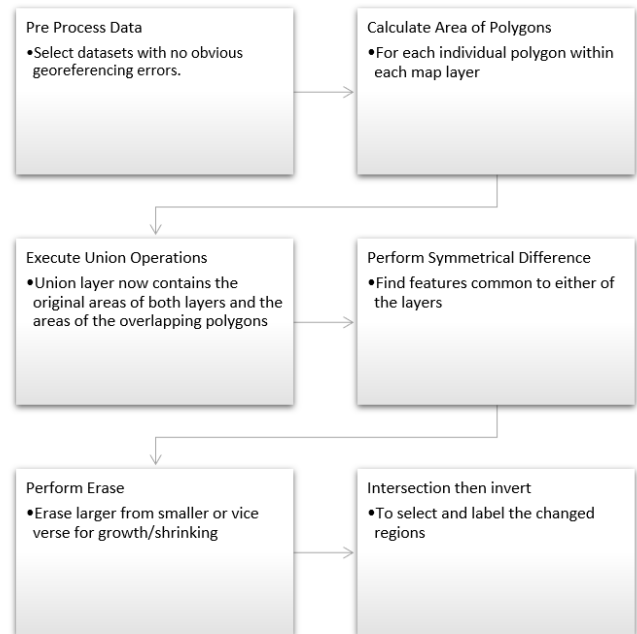 Pre Process Data
•Select datasets with no obvious
georeferencing errors.
Calculate Area of Polygons
•For each individual polygon within
each map layer
Execute Union Operations
•Union layer now contains the
original areas of both layers and the
areas of the overlapping polygons
Perform Symmetrical Difference
•Find features common to either of
the layers
Perform Erase
•Erase larger from smaller or vice
verse for growth/shrinking
Intersection then invert
•To select and label the changed
regions